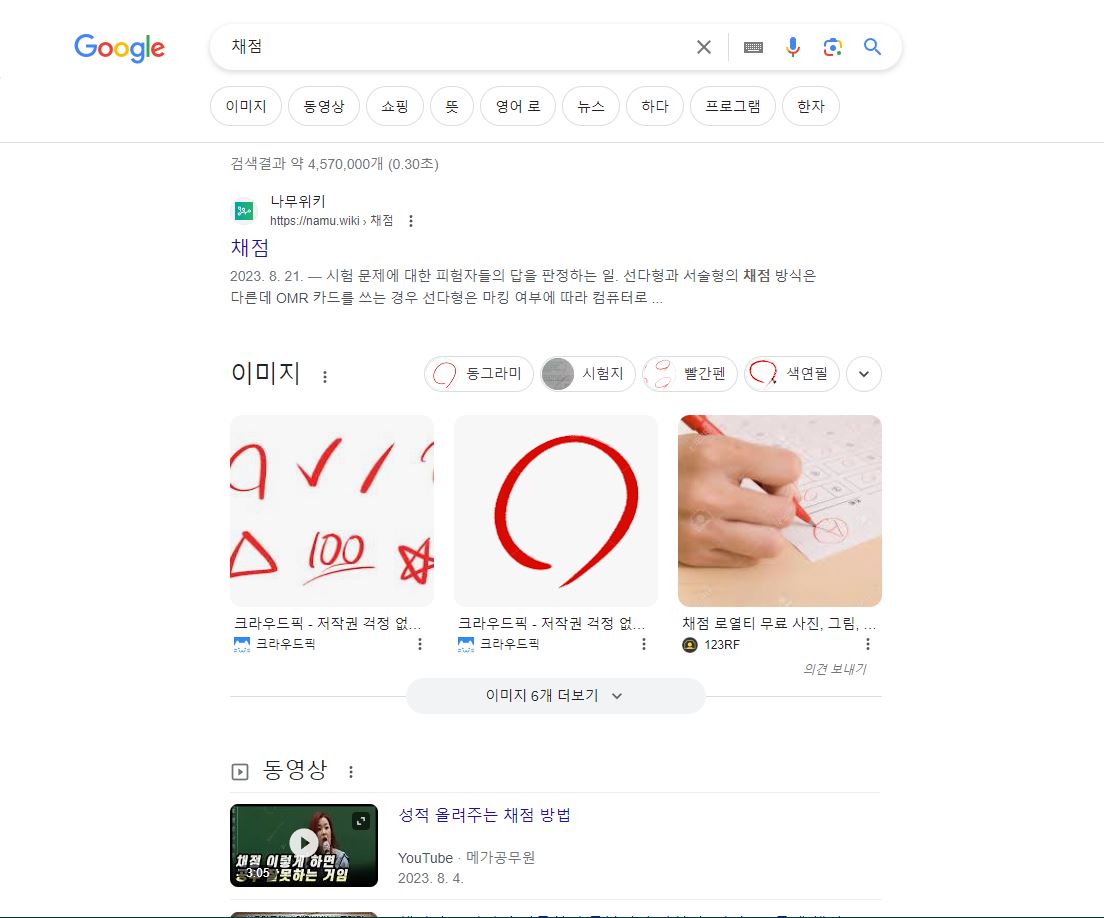 Google
채점
이미지
동영상
쇼핑
뜻
영어 로
뉴스
하다
프로그램
한자
검색결과 약 4,570,000개 (0.30초)
나무위키
https://namu.wiki › 채점
채점
2023. 8. 21. — 시험 문제에 대한 피험자들의 답을 판정하는 일. 선다형과 서술형의 채점 방식은
다른데 OMR 카드를 쓰는 경우 선다형은 마킹 여부에 따라 컴퓨터로 ...
이미지
동그라미
시험지
빨간펜
색연필
100
크라우드픽 - 저작권 걱정 없...
크라우드픽
크라우드픽 - 저작권 걱정 없...
크라우드픽
채점 로열티 무료 사진, 그림, ...
123RF
의견 보내기
이미지 6개 더보기
동영상
채점 이렇게 하면
3:05
못하는 거임
성적 올려주는 채점 방법
YouTube · 메가공무원
2023. 8. 4.